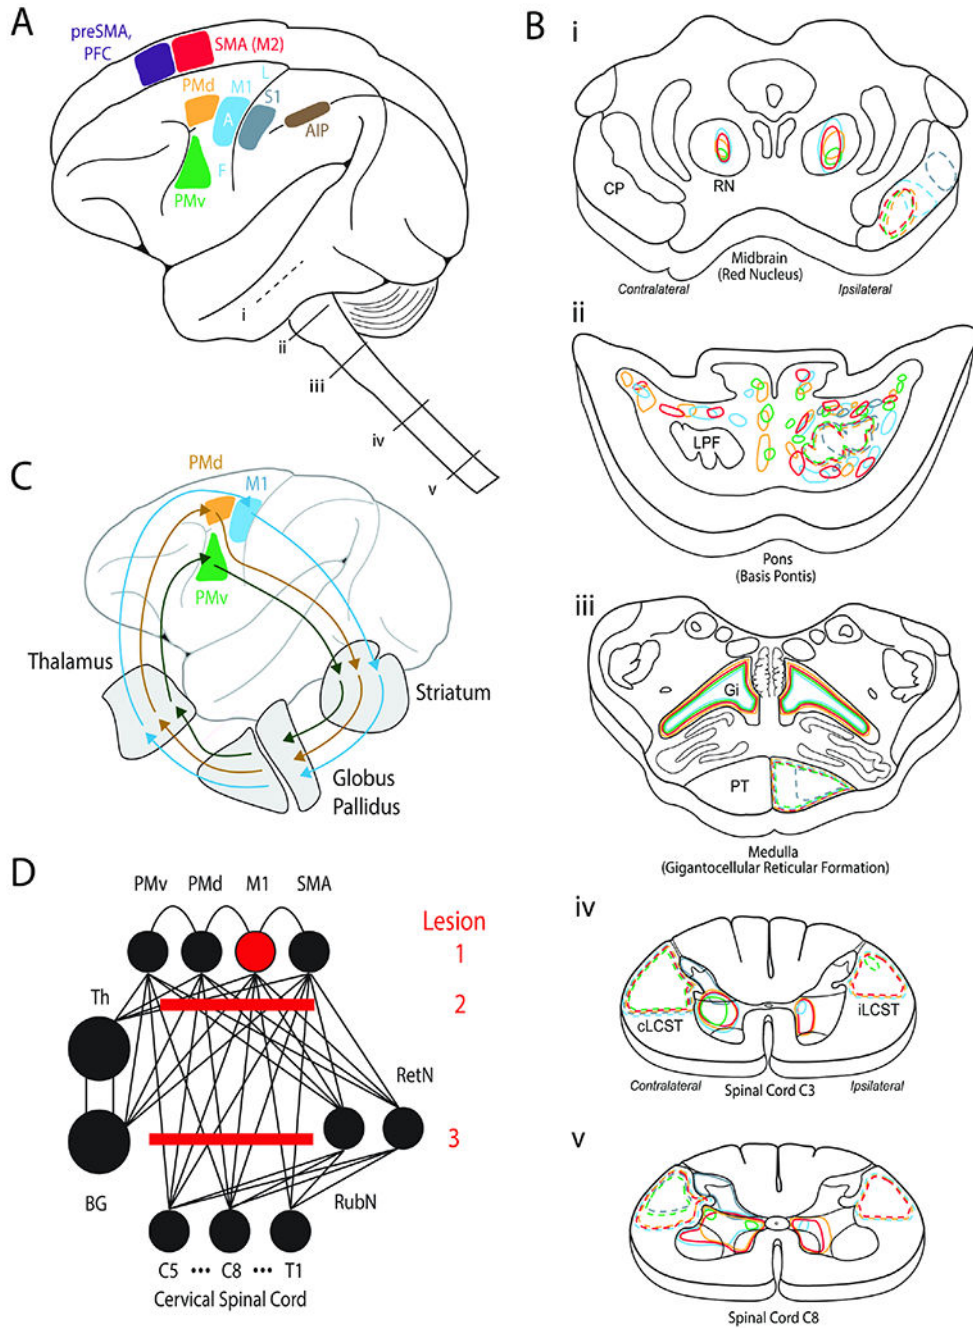 A
preSMA,
PFC
SMA (M2)
PMd
M1
L
S1
A
AIP
F
PMv
i
ii
iii
iv
v
B
i
CP
RN
Midbrain
(Red Nucleus)
Contralateral
Ipsilateral
ii
LPF
Pons
(Basis Pontis)
iii
Gi
PT
Medulla
(Gigantocellular Reticular Formation)
iv
cLCST
iLCST
Contralateral
Spinal Cord C3
Ipsilateral
v
Spinal Cord C8
C
PMd
M1
PMv
Thalamus
Striatum
Globus
Pallidus
D
PMv PMd M1 SMA
Lesion
1
Th
2
RetN
3
BG
RubN
C5 ••• C8 ••• T1
Cervical Spinal Cord